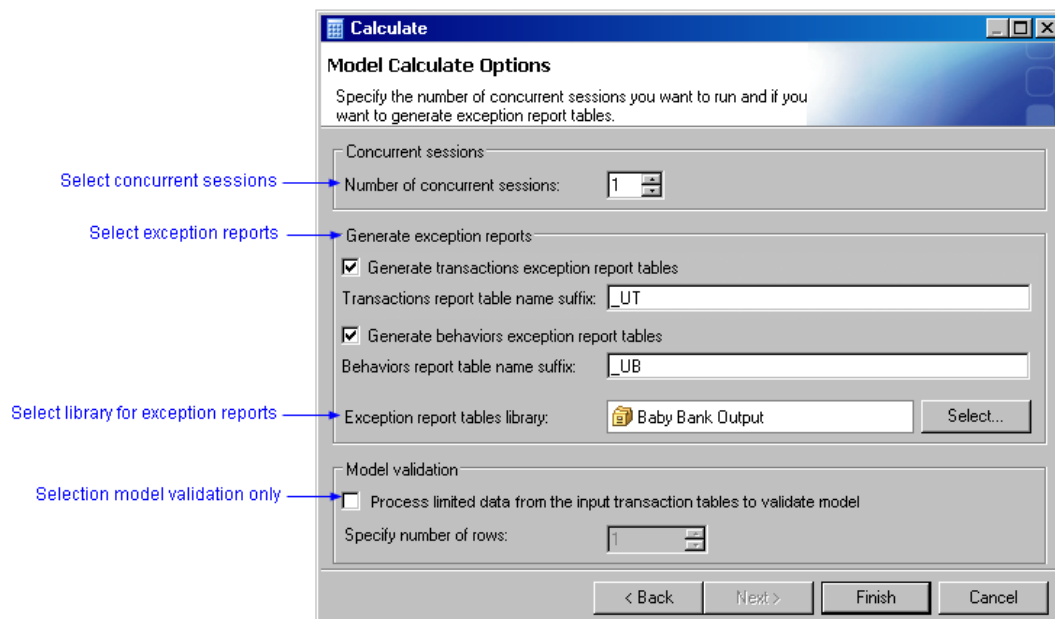 Calculate
Model Calculate Options
Specify the number of concurrent sessions you want to run and if you
want to generate exception report tables.
Concurrent sessions
Select concurrent sessions
Number of concurrent sessions: 1
Select exception reports
Generate exception reports
Generate transactions exception report tables
Transactions report table name suffix: _UT
Generate behaviors exception report tables
Behaviors report table name suffix: _UB
Select library for exception reports
Exception report tables library: Baby Bank Output Select...
Model validation
Selection model validation only
Process limited data from the input transaction tables to validate model
Specify number of rows: 1
< Back Next > Finish Cancel